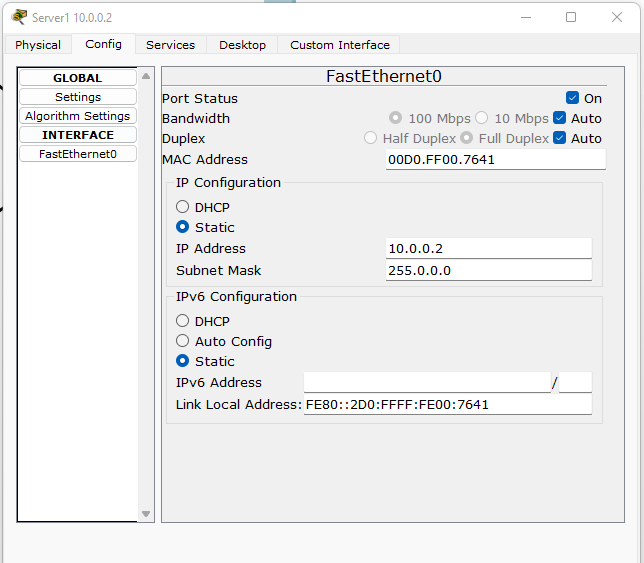 Server1 10.0.0.2
Physical Config Services Desktop Custom Interface
GLOBAL
Settings
Algorithm Settings
INTERFACE
FastEthernet0
FastEthernet0
Port Status On
Bandwidth 100 Mbps 10 Mbps Auto
Duplex Half Duplex Full Duplex Auto
MAC Address 00D0.FF00.7641
IP Configuration
DHCP
Static
IP Address 10.0.0.2
Subnet Mask 255.0.0.0
IPv6 Configuration
DHCP
Auto Config
Static
IPv6 Address /
Link Local Address: FE80::2D0:FFFF:FE00:7641